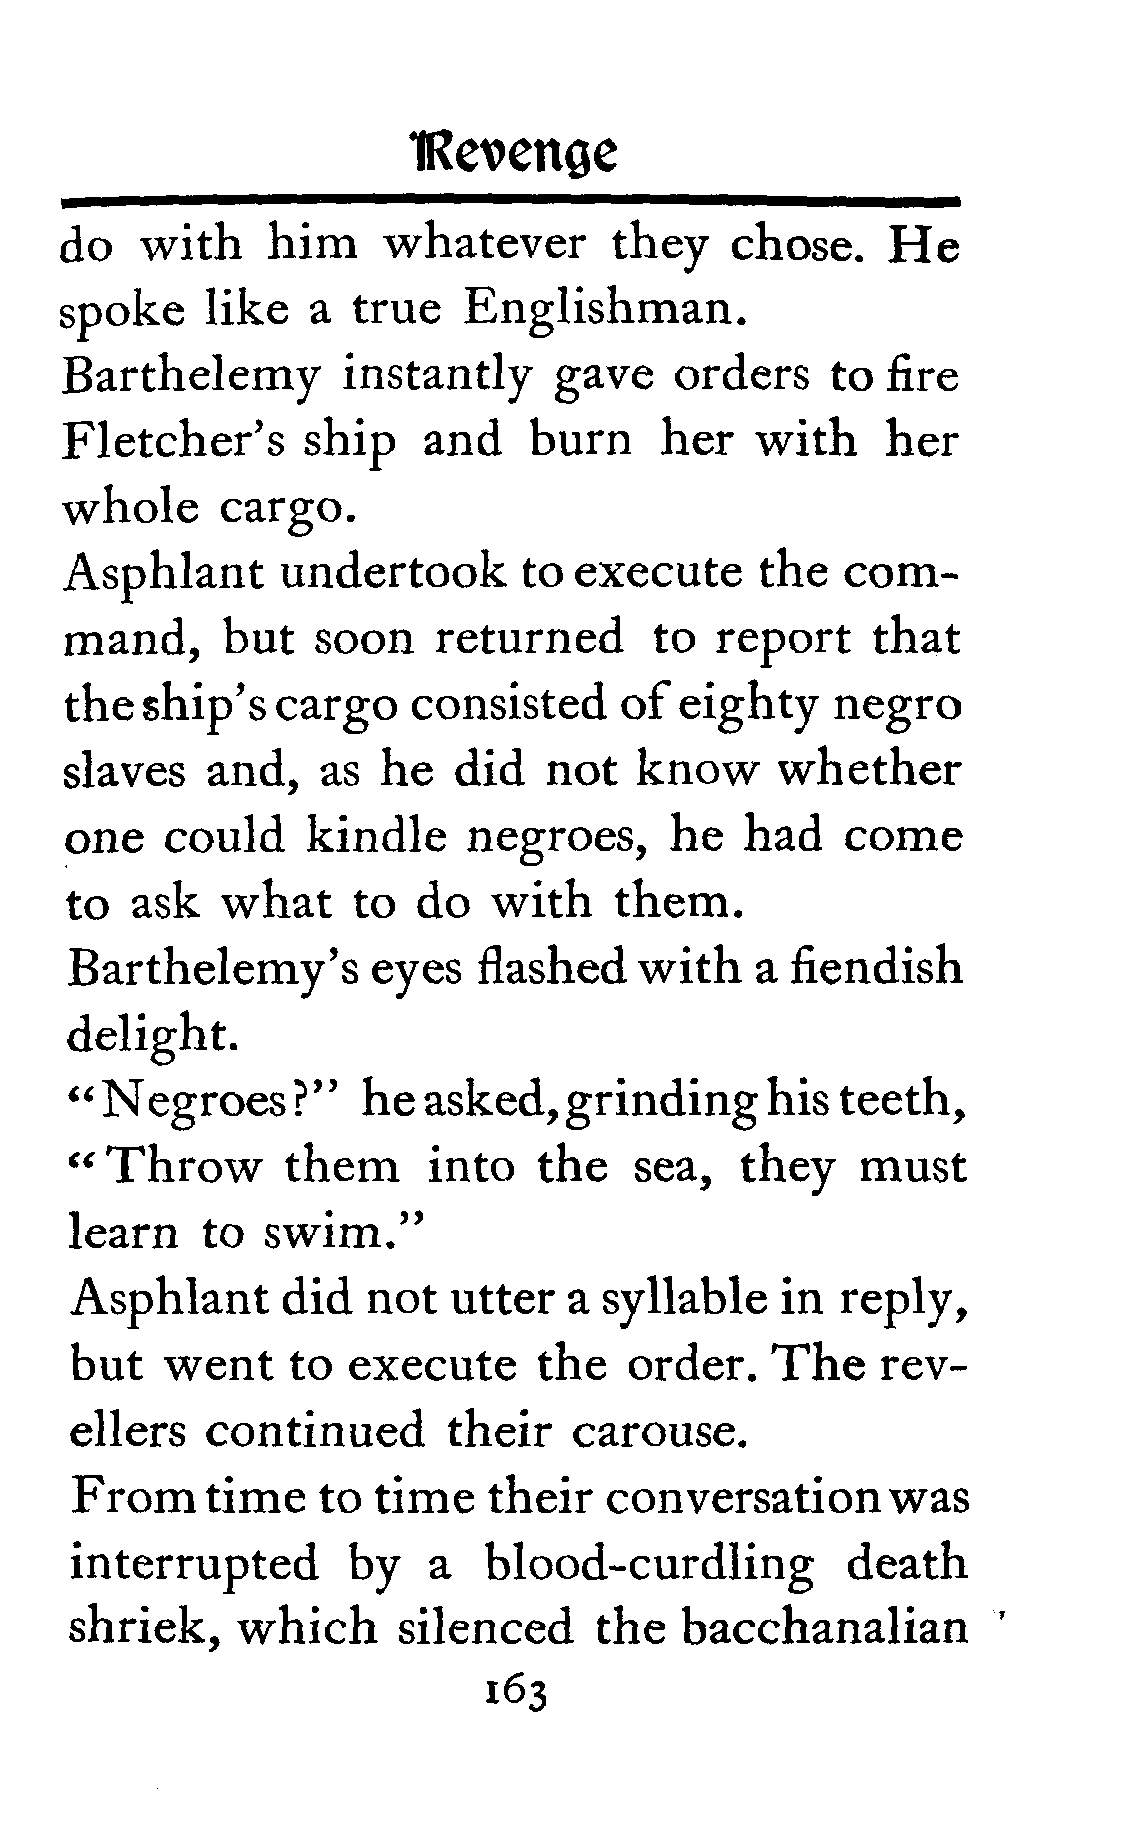 Revenge
do with him whatever they chose. He
spoke like a true Englishman.
Barthelemy instantly gave orders to fire
Fletcher's ship and burn her with her
whole cargo.
Asphlant undertook to execute the com-
mand, but soon returned to report that
the ship's cargo consisted of eighty negro
slaves and, as he did not know whether
one could kindle negroes, he had come
to ask what to do with them.
Barthelemy's eyes flashed with a fiendish
delight.
"Negroes?" he asked, grinding his teeth,
"Throw them into the sea, they must
learn to swim."
Asphlant did not utter a syllable in reply,
but went to execute the order. The rev-
ellers continued their carouse.
From time to time their conversation was
interrupted by a blood-curdling death
shriek, which silenced the bacchanalian
163